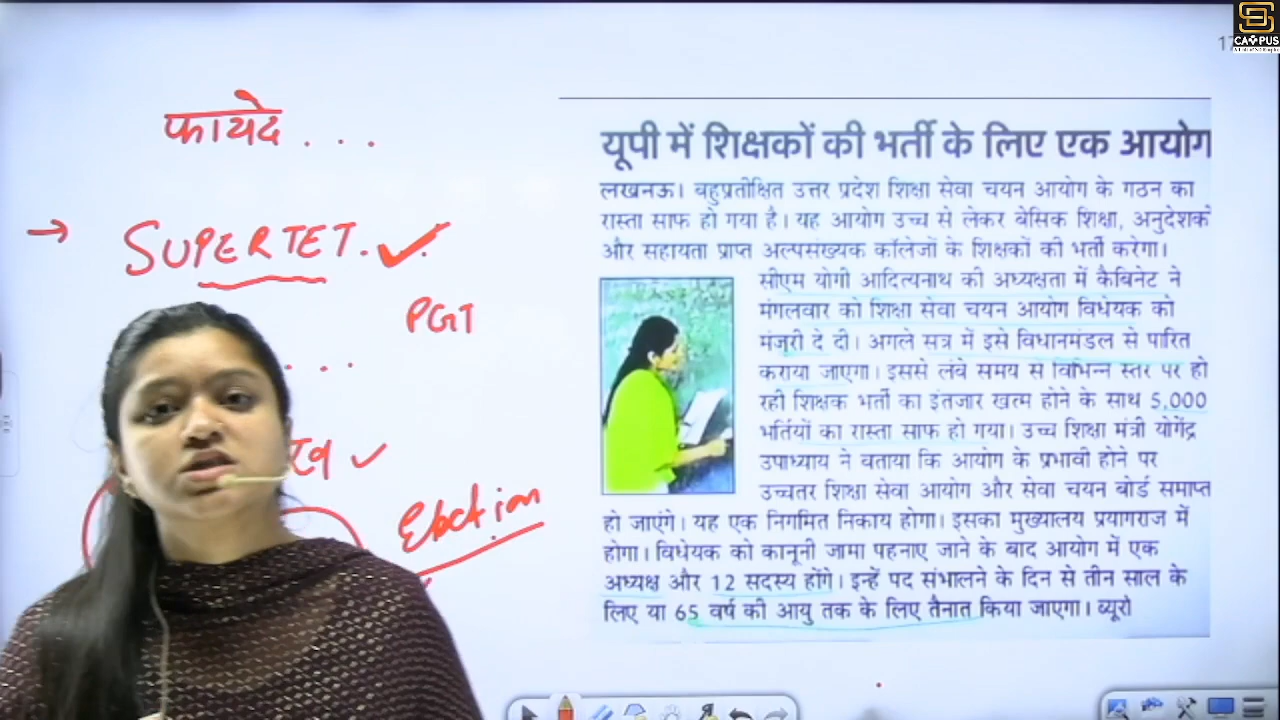 CAMPUS
फायदे . . .
→ SUPERTET.
PGT
. . .
Election
यूपी में शिक्षकों की भर्ती के लिए एक आयोग
लखनऊ। बहुप्रतीक्षित उत्तर प्रदेश शिक्षा सेवा चयन आयोग के गठन का
रास्ता साफ हो गया है। यह आयोग उच्च से लेकर बेसिक शिक्षा, अनुदेशकों
और सहायता प्राप्त अल्पसंख्यक कॉलेजों के शिक्षकों की भर्ती करेगा।
सीएम योगी आदित्यनाथ की अध्यक्षता में कैबिनेट ने
मंगलवार को शिक्षा सेवा चयन आयोग विधेयक को
मंजूरी दे दी। अगले सत्र में इसे विधानमंडल से पारित
कराया जाएगा। इससे लंबे समय से विभिन्न स्तर पर हो
रही शिक्षक भर्ती का इंतजार खत्म होने के साथ 5,000
भर्तियों का रास्ता साफ हो गया। उच्च शिक्षा मंत्री योगेंद्र
उपाध्याय ने बताया कि आयोग के प्रभावी होने पर
उच्चतर शिक्षा सेवा आयोग और सेवा चयन बोर्ड समाप्त
हो जाएंगे। यह एक निगमित निकाय होगा। इसका मुख्यालय प्रयागराज में
होगा। विधेयक को कानूनी जामा पहनाए जाने के बाद आयोग में एक
अध्यक्ष और 12 सदस्य होंगे। इन्हें पद संभालने के दिन से तीन साल के
लिए या 65 वर्ष की आयु तक के लिए तैनात किया जाएगा। ब्यूरो